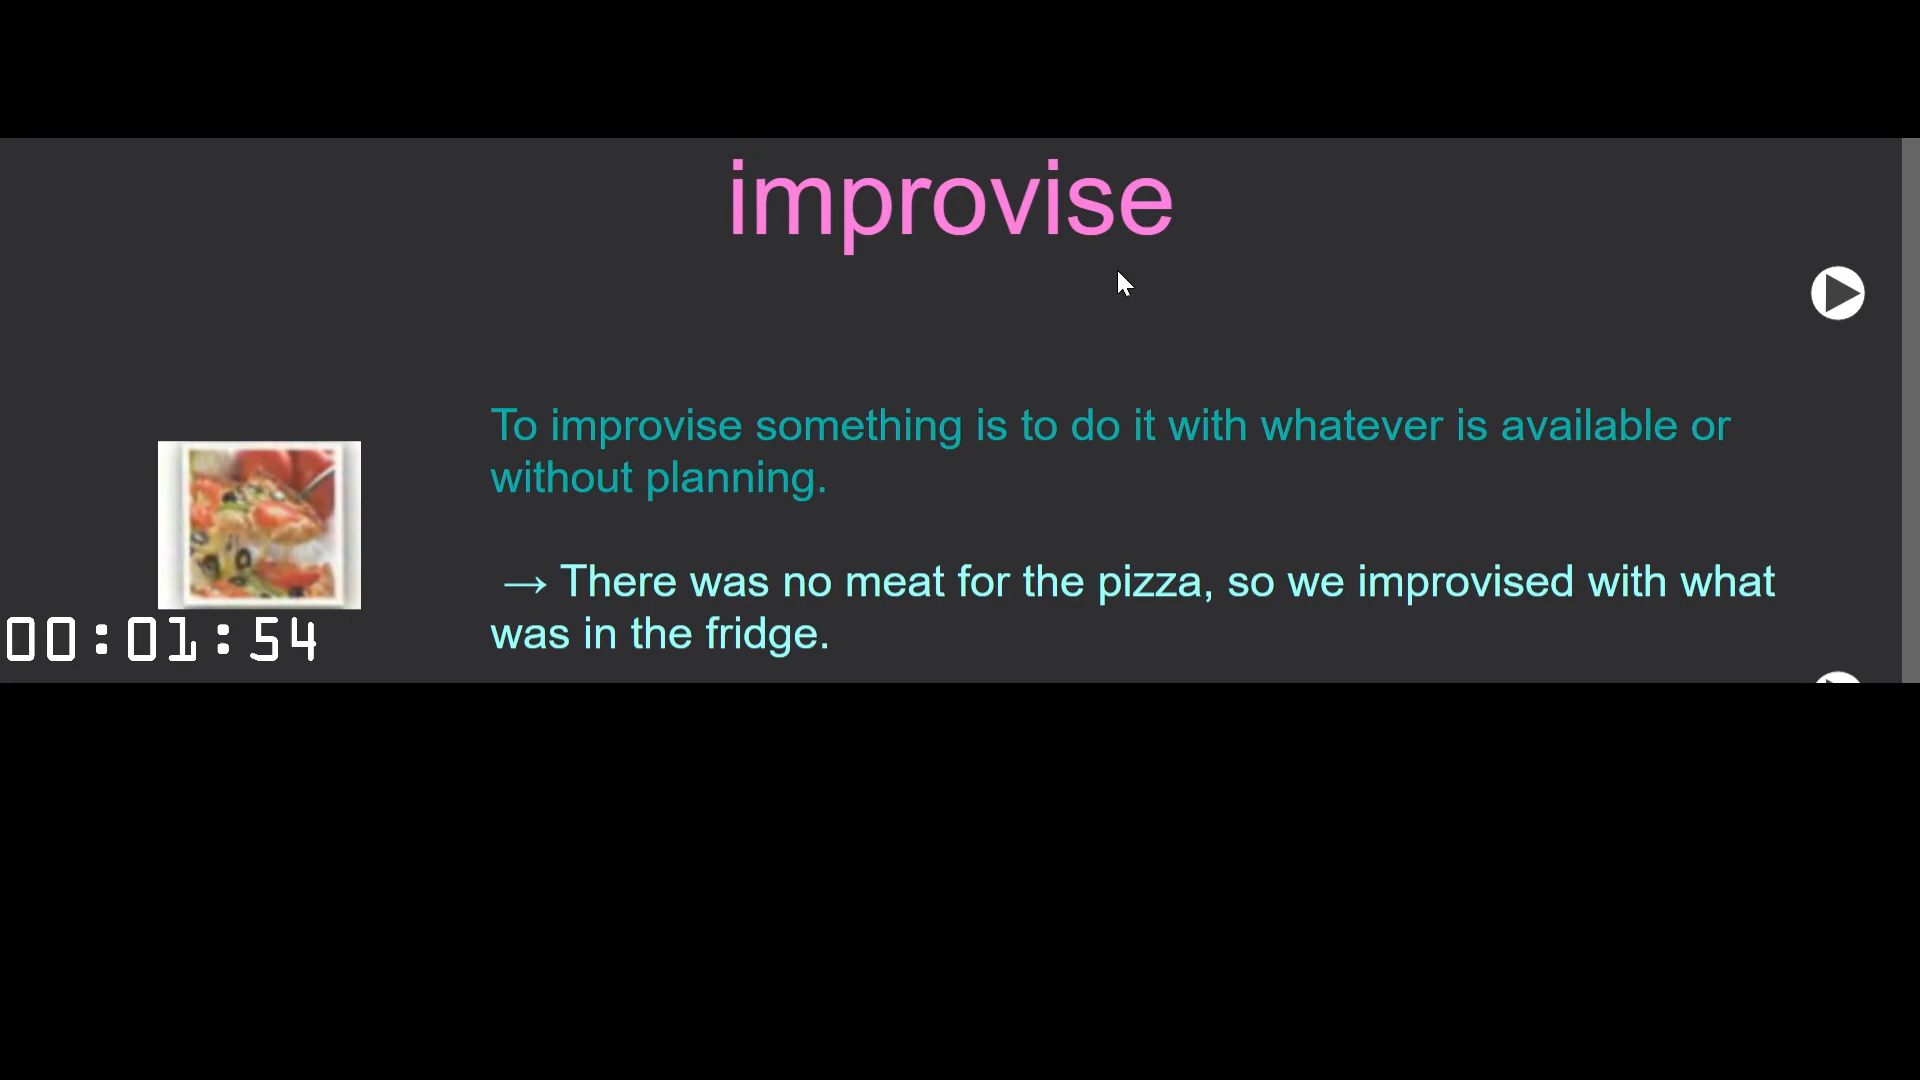 improvise
To improvise something is to do it with whatever is available or
without planning.
→ There was no meat for the pizza, so we improvised with what
was in the fridge.
00:01:54